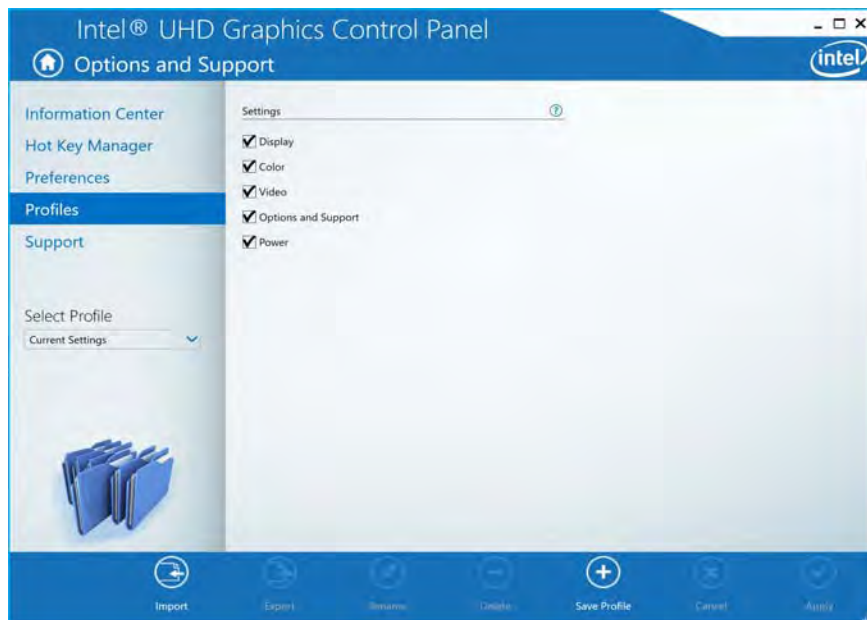 Intel® UHD Graphics Control Panel
Options and Support
intel
Information Center
Hot Key Manager
Preferences
Profiles
Support
Select Profile
Current Settings
Settings
?
Display
Color
Video
Options and Support
Power
Import
Export
Rename
Delete
Save Profile
Cancel
Apply